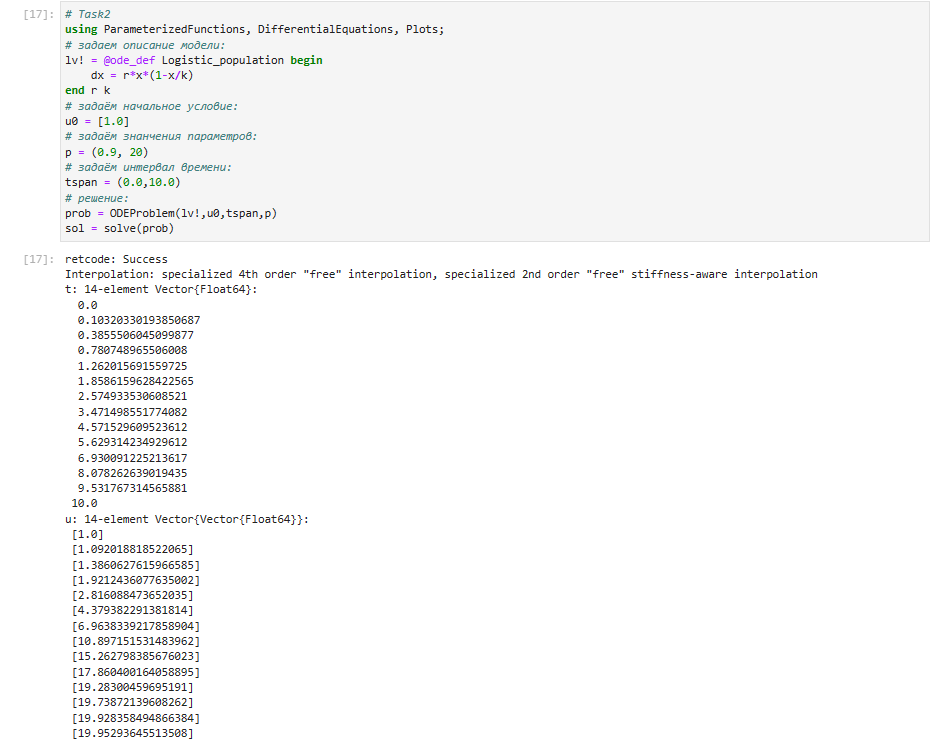 [17]: # Task2
using ParameterizedFunctions, DifferentialEquations, Plots;
# задаем описание модели:
lv! = @ode_def Logistic_population begin
    dx = r*x*(1-x/k)
end r k
# задаём начальное условие:
u0 = [1.0]
# задаём знанчения параметров:
p = (0.9, 20)
# задаём интервал времени:
tspan = (0.0,10.0)
# решение:
prob = ODEProblem(lv!,u0,tspan,p)
sol = solve(prob)
[17]: retcode: Success
Interpolation: specialized 4th order "free" interpolation, specialized 2nd order "free" stiffness-aware interpolation
t: 14-element Vector{Float64}:
  0.0
  0.10320330193850687
  0.3855506045099877
  0.780748965506008
  1.262015691559725
  1.8586159628422565
  2.574933530608521
  3.471498551774082
  4.571529609523612
  5.629314234929612
  6.930091225213617
  8.078262639019435
  9.531767314565881
 10.0
u: 14-element Vector{Vector{Float64}}:
 [1.0]
 [1.092018818522065]
 [1.3860627615966585]
 [1.9212436077635002]
 [2.816088473652035]
 [4.379382291381814]
 [6.9638339217858904]
 [10.897151531483962]
 [15.262798385676023]
 [17.860400164058895]
 [19.28300459695191]
 [19.73872139608262]
 [19.928358494866384]
 [19.95293645513508]